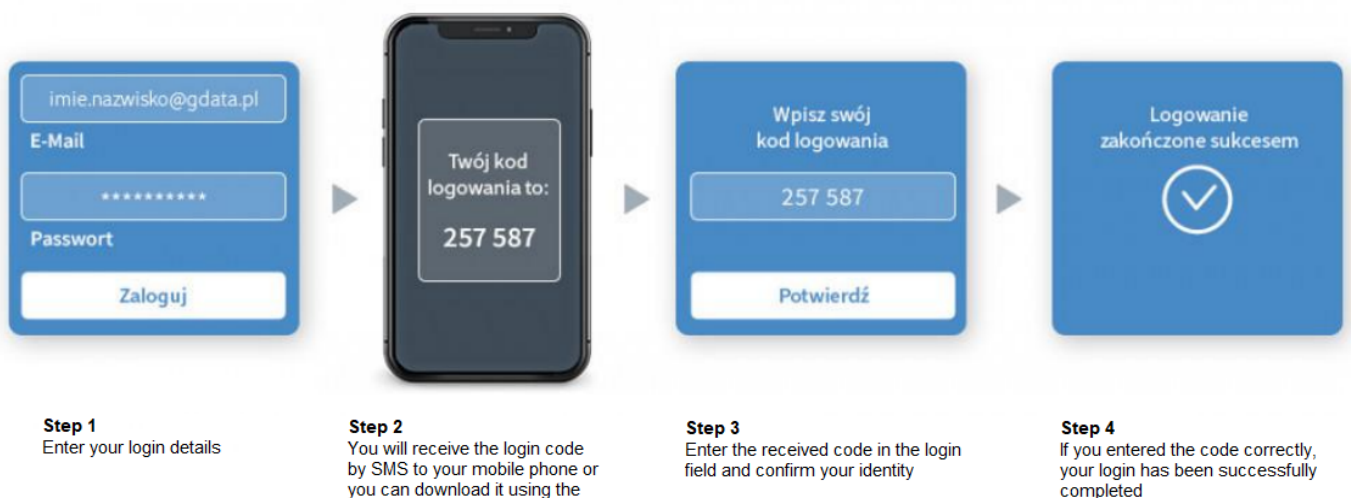 imie.nazwisko@gdata.pl
E-Mail
**********
Passwort
Zaloguj
Twój kod
logowania to:
257 587
Wpisz swój
kod logowania
257 587
Potwierdź
Logowanie
zakończone sukcesem
Step 1
Enter your login details
Step 2
You will receive the login code
by SMS to your mobile phone or
you can download it using the
Step 3
Enter the received code in the login
field and confirm your identity
Step 4
If you entered the code correctly,
your login has been successfully
completed